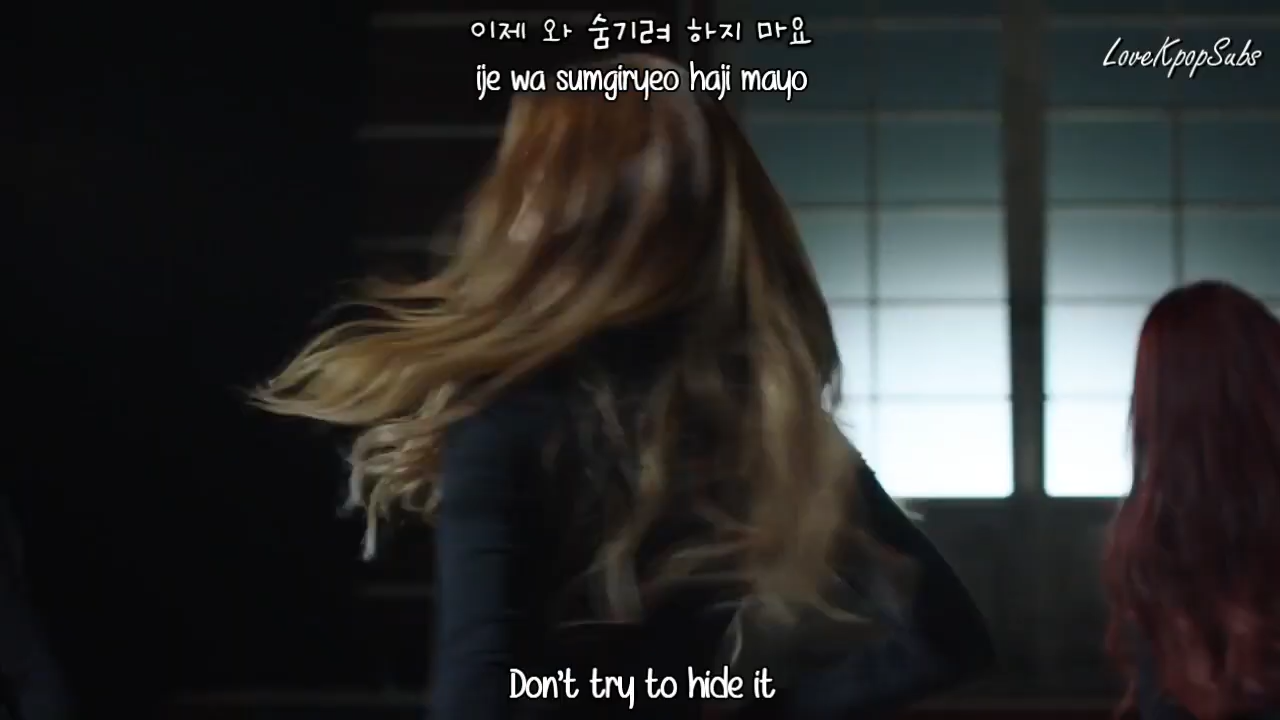 이제 와 숨기려 하지 마요
ije wa sumgiryeo haji mayo
LoveKpopSubs
Don't try to hide it